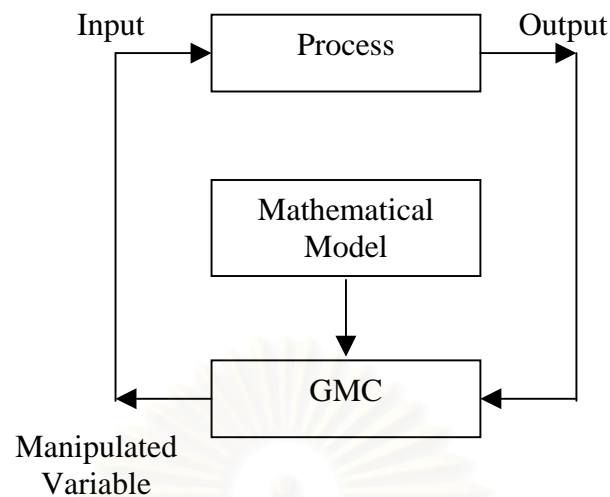 Input
Process
Output
Mathematical
Model
GMC
Manipulated
Variable